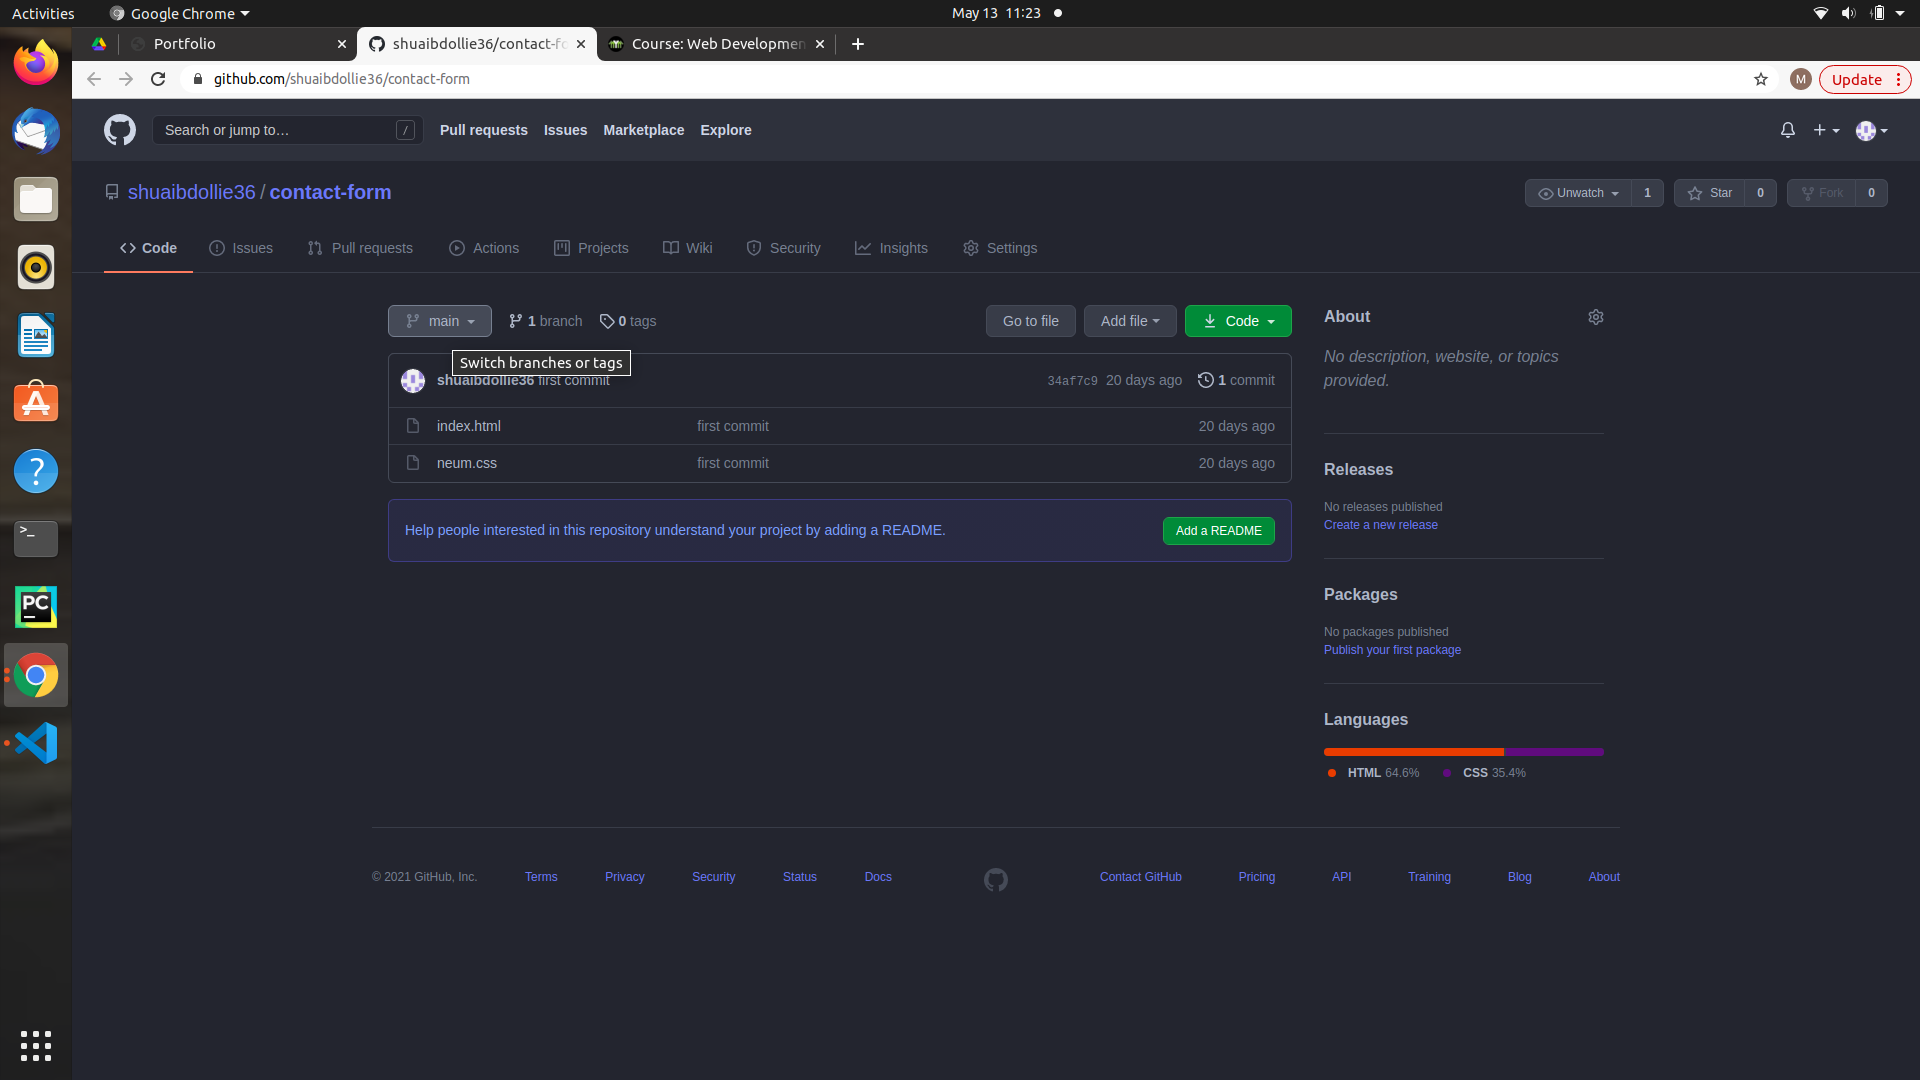 Activities
Google Chrome
May 13 11:23
Portfolio
shuaibdollie36/contact-fo
Course: Web Developmen
github.com/shuaibdollie36/contact-form
M
Update
Search or jump to…
/
Pull requests
Issues
Marketplace
Explore
shuaibdollie36 / contact-form
Unwatch 1
Star 0
Fork 0
Code
Issues
Pull requests
Actions
Projects
Wiki
Security
Insights
Settings
main
1 branch
0 tags
Go to file
Add file
Code
Switch branches or tags
shuaibdollie36 first commit
34af7c9 20 days ago
1 commit
index.html
first commit
20 days ago
neum.css
first commit
20 days ago
Help people interested in this repository understand your project by adding a README.
Add a README
About
No description, website, or topics
provided.
Releases
No releases published
Create a new release
Packages
No packages published
Publish your first package
Languages
HTML 64.6%
CSS 35.4%
© 2021 GitHub, Inc.
Terms
Privacy
Security
Status
Docs
Contact GitHub
Pricing
API
Training
Blog
About
?
>_
PC